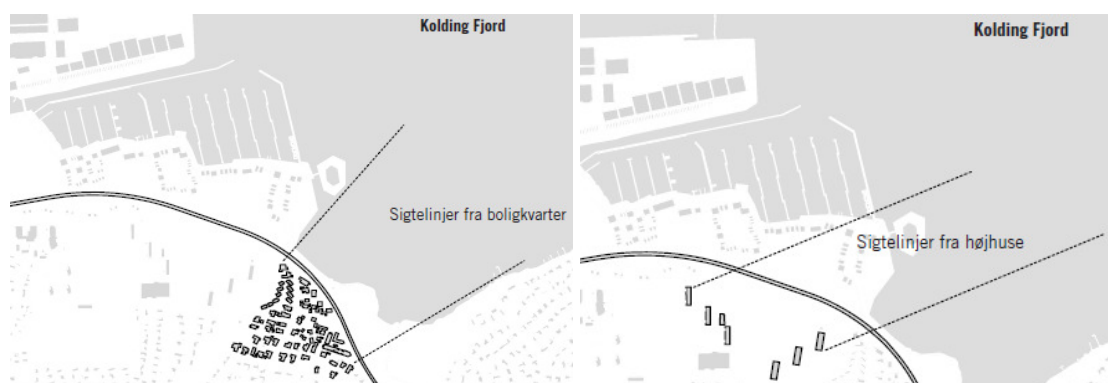 Kolding Fjord
Sigtelinjer fra boligkvarter
Kolding Fjord
Sigtelinjer fra højhuse